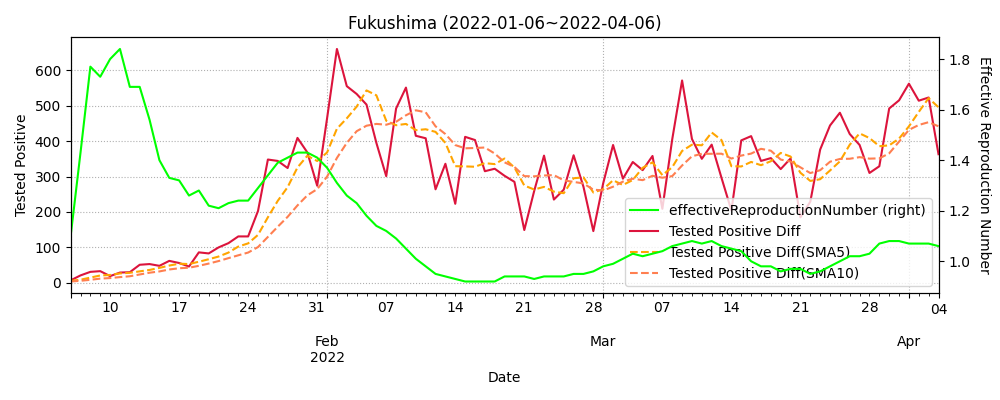 Fukushima (2022-01-06~2022-04-06)
Tested Positive
600
500
400
300
200
100
0
1.8
1.6
1.4
1.2
1.0
Effective Reproduction Number
effectiveReproductionNumber (right)
Tested Positive Diff
Tested Positive Diff(SMA5)
Tested Positive Diff(SMA10)
10 17 24 31 07 14 21 28 07 14 21 28 04
Feb Mar Apr
2022
Date